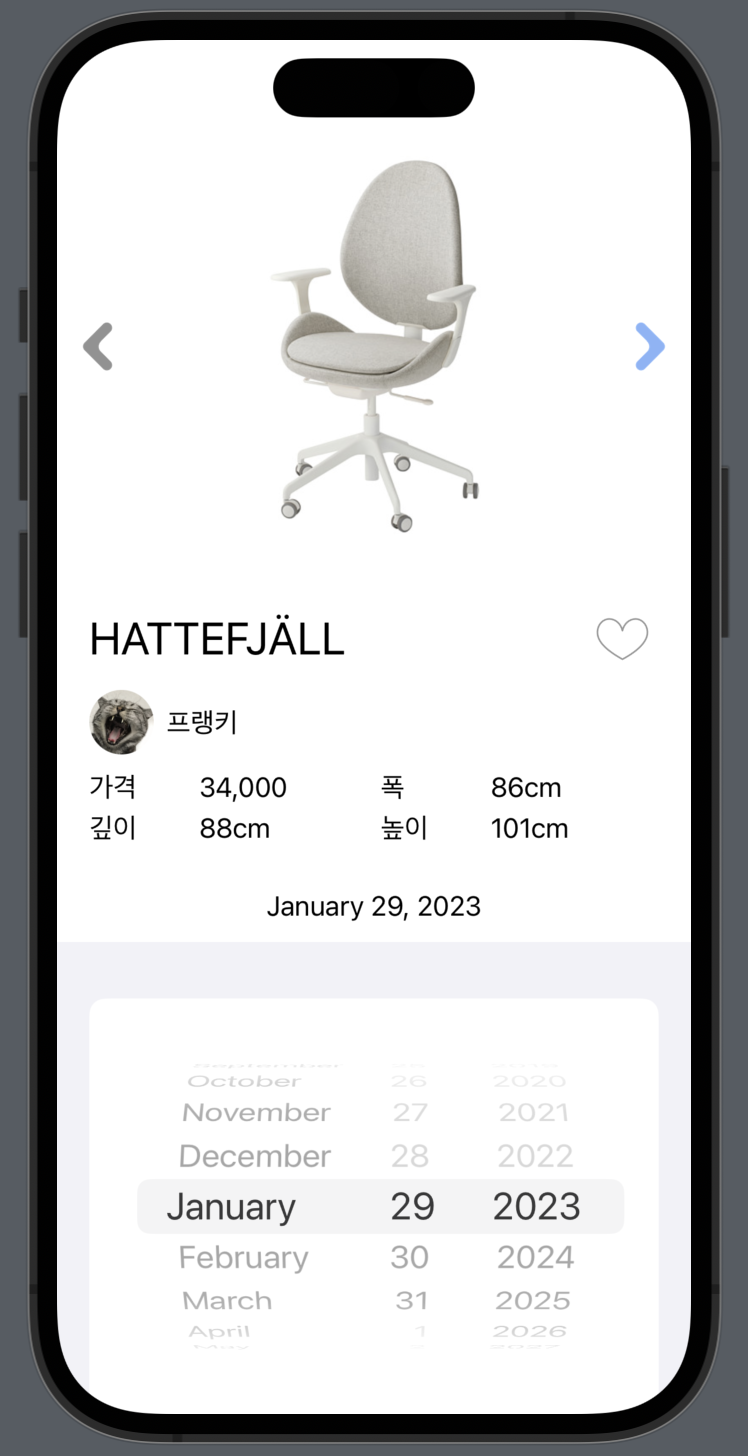 HATTEFJÄLL
프랭키
가격 34,000 폭 86cm
깊이 88cm 높이 101cm
January 29, 2023
October 26 2020
November 27 2021
December 28 2022
January 29 2023
February 30 2024
March 31 2025
April 1 2026
May 2027